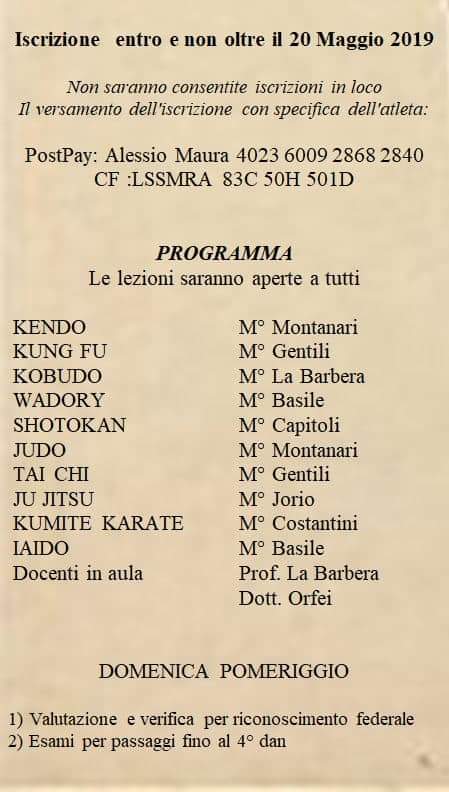 Iscrizione entro e non oltre il 20 Maggio 2019
Non saranno consentite iscrizioni in loco
Il versamento dell'iscrizione con specifica dell'atleta:
PostPay: Alessio Maura 4023 6009 2868 2840
CF :LSSMRA 83C 50H 501D
PROGRAMMA
Le lezioni saranno aperte a tutti
KENDO M° Montanari
KUNG FU M° Gentili
KOBUDO M° La Barbera
WADORY M° Basile
SHOTOKAN M° Capitoli
JUDO M° Montanari
TAI CHI M° Gentili
JU JITSU M° Jorio
KUMITE KARATE M° Costantini
IAIDO M° Basile
Docenti in aula Prof. La Barbera
Dott. Orfei
DOMENICA POMERIGGIO
1) Valutazione e verifica per riconoscimento federale
2) Esami per passaggi fino al 4° dan